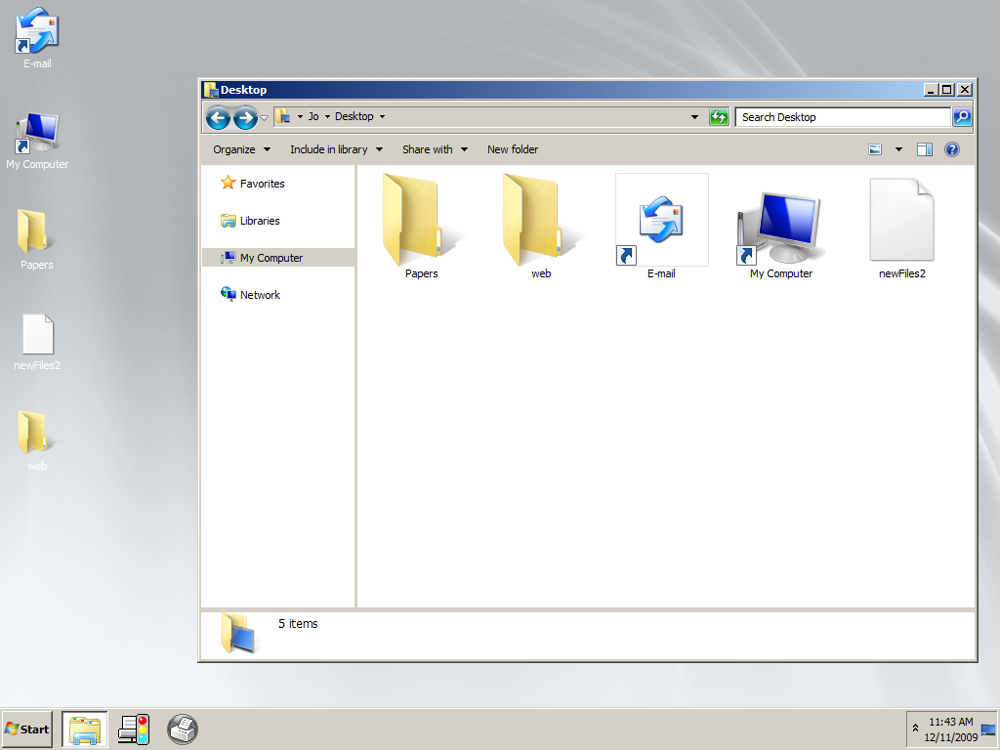 E-mail
My Computer
Papers
newFiles2
web
Desktop
Jo Desktop
Search Desktop
Organize Include in library Share with New folder
Favorites
Libraries
My Computer
Network
Papers web E-mail My Computer newFiles2
5 items
Start
11:43 AM
12/11/2009